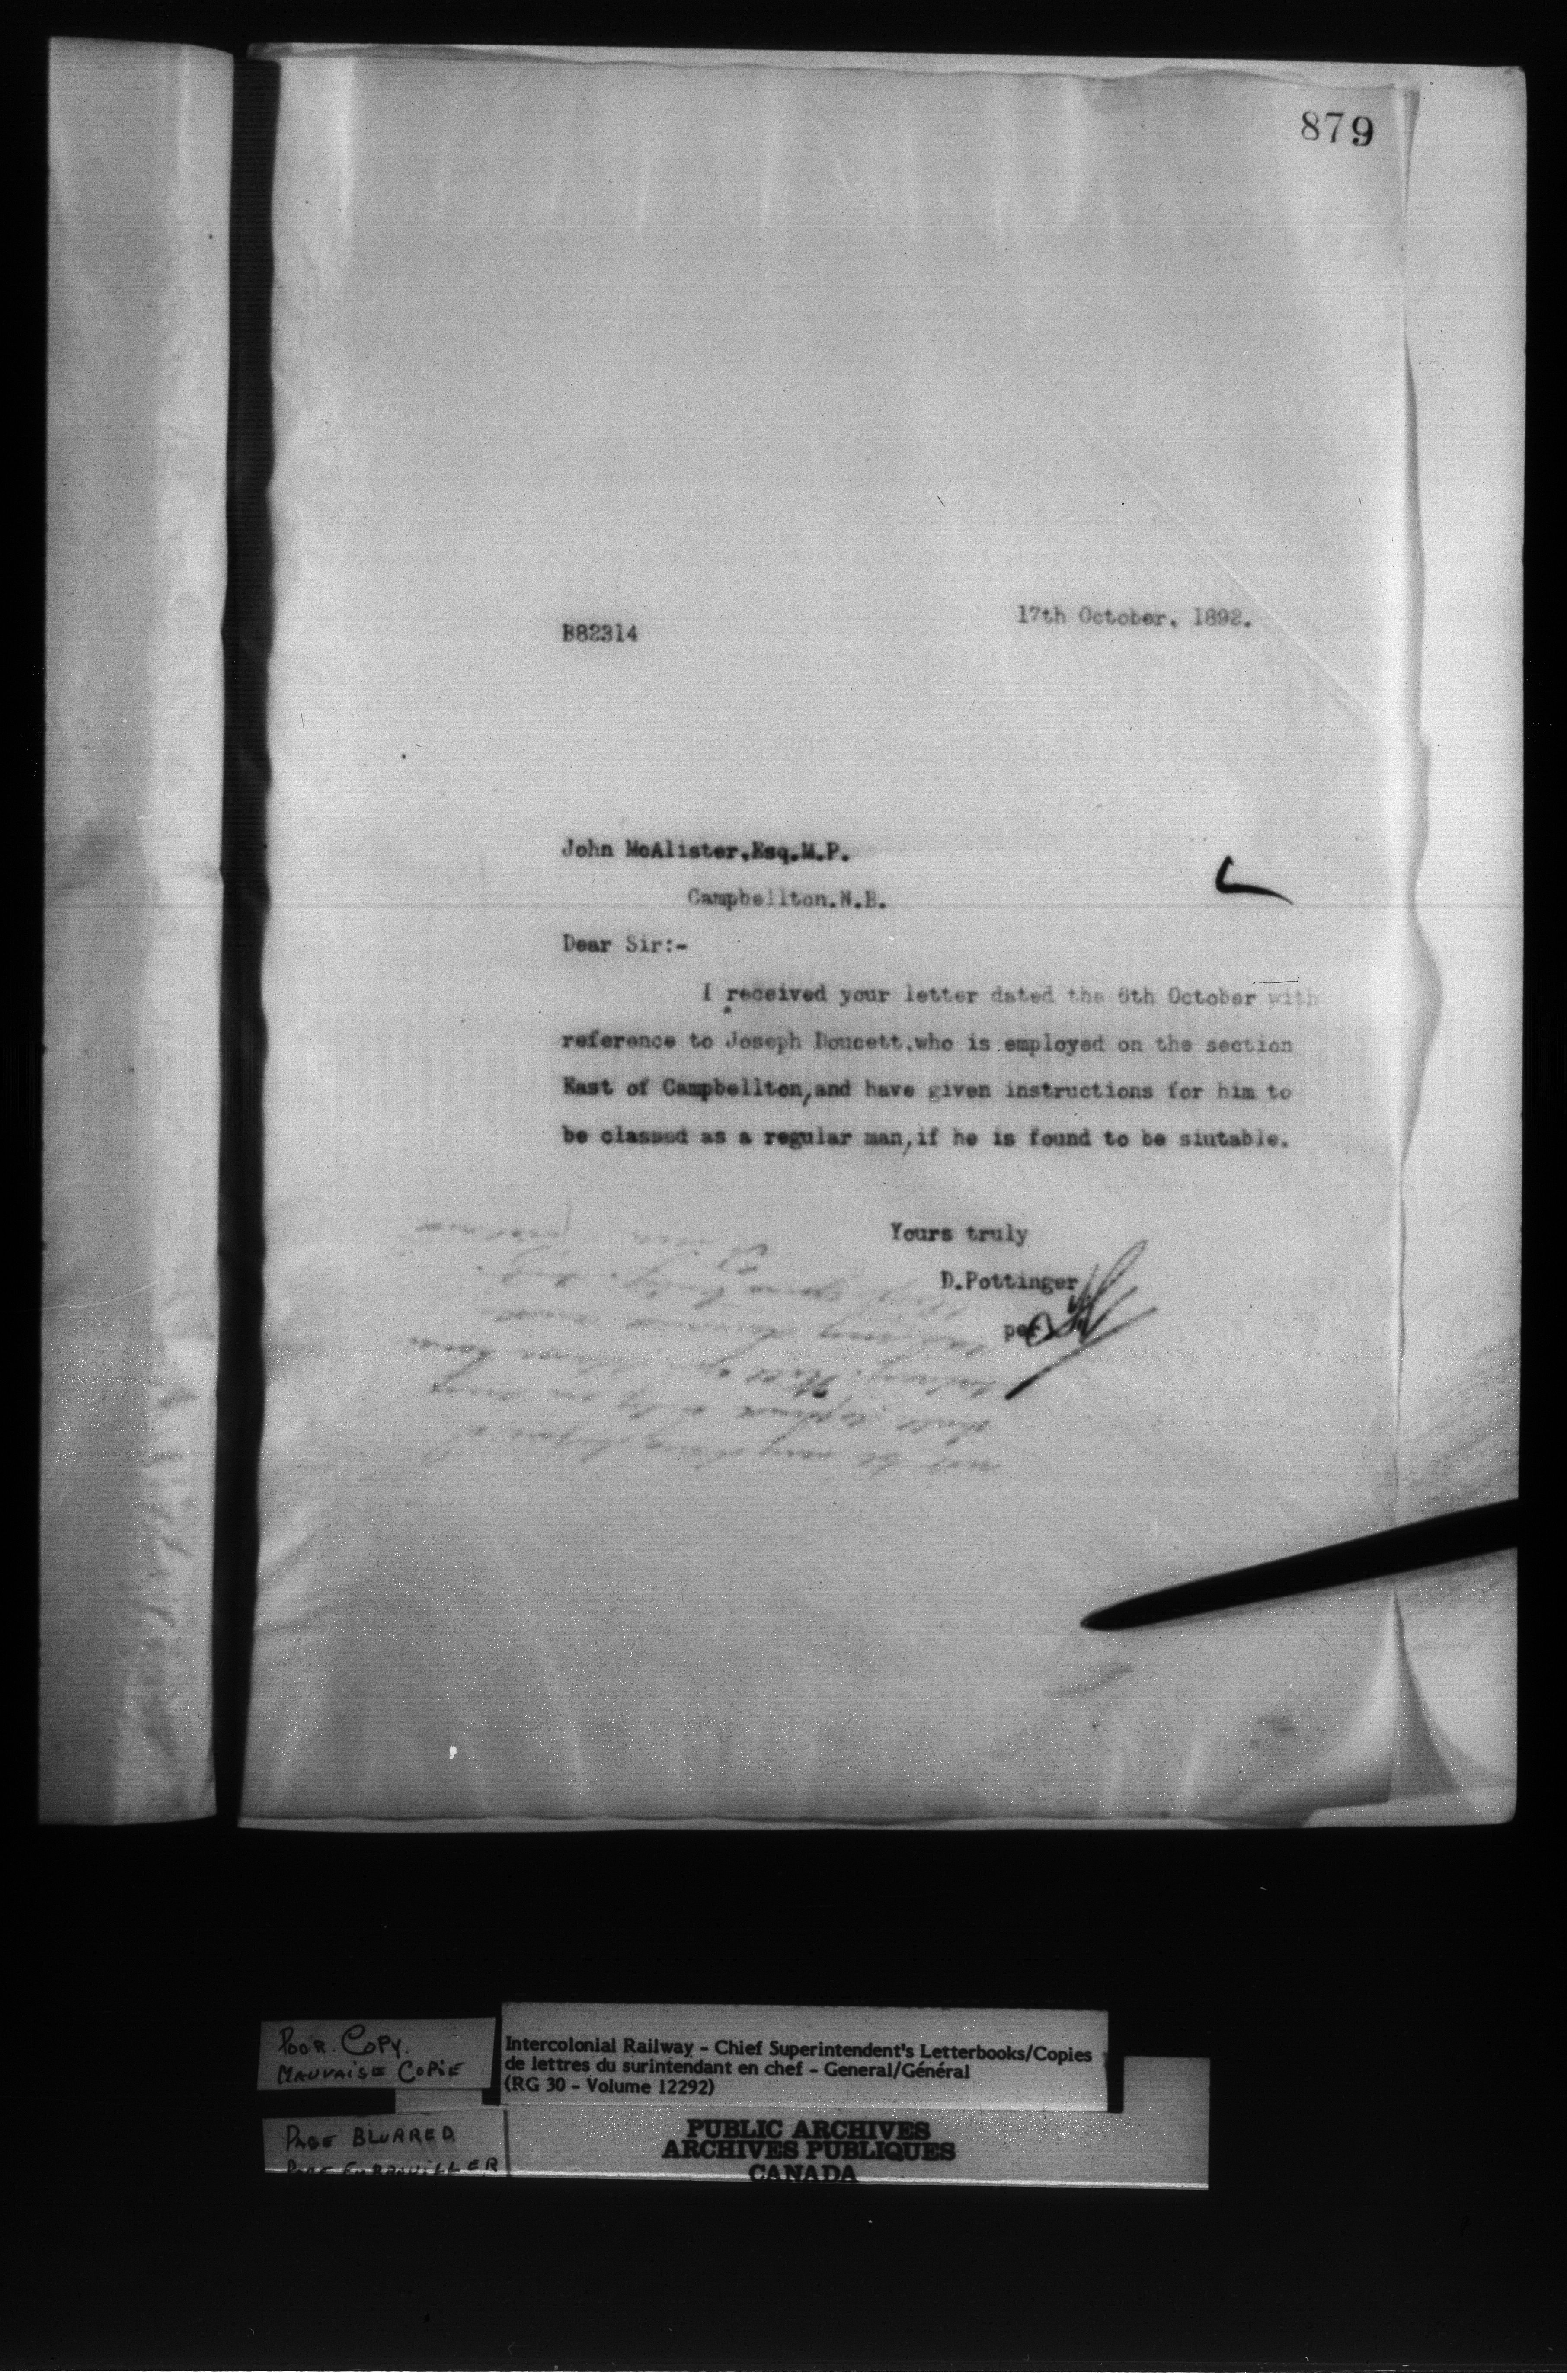 879
B82314
17th October. 1892.
John McAlister.Esq.M.P.
Campbellton.N.B.
Dear Sir:-
I received your letter dated the 6th October with
reference to Joseph Doucett.who is employed on the section
East of Campbellton,and have given instructions for him to
be classed as a regular man,if he is found to be siutable.
Yours truly
D.Pottinger
per
POOR. COPY.
MAUVAISE COPIE
Intercolonial Railway - Chief Superintendent's Letterbooks/Copies
de lettres du surintendant en chef - General/Général
(RG 30 - Volume 12292)
PAGE BLURRED
PUBLIC ARCHIVES
ARCHIVES PUBLIQUES
CANADA